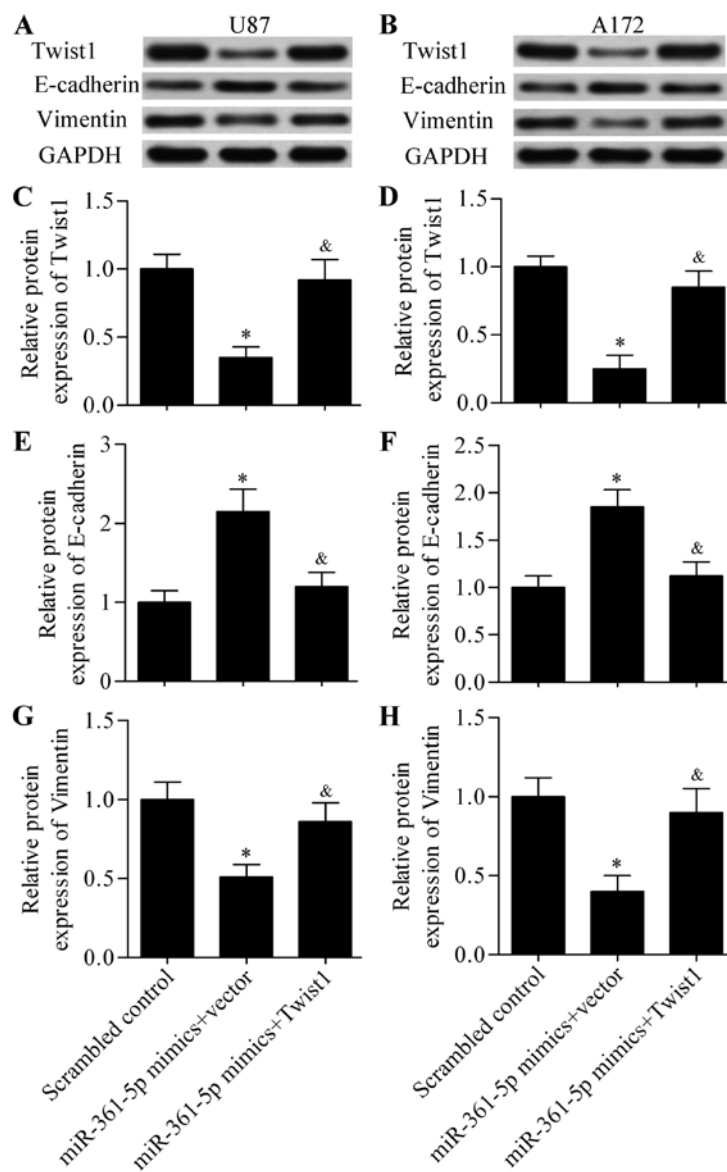 A
U87
Twist1
E-cadherin
Vimentin
GAPDH
B
A172
Twist1
E-cadherin
Vimentin
GAPDH
C
Relative protein
expression of Twist1
1.5
1.0
0.5
0.0
*
&
D
Relative protein
expression of Twist1
1.5
1.0
0.5
0.0
*
&
E
Relative protein
expression of E-cadherin
3
2
1
0
*
&
F
Relative protein
expression of E-cadherin
2.5
2.0
1.5
1.0
0.5
0.0
*
&
G
Relative protein
expression of Vimentin
1.5
1.0
0.5
0.0
*
&
H
Relative protein
expression of Vimentin
1.5
1.0
0.5
0.0
*
&
Scrambled control
miR-361-5p mimics+vector
miR-361-5p mimics+Twist1
Scrambled control
miR-361-5p mimics+vector
miR-361-5p mimics+Twist1